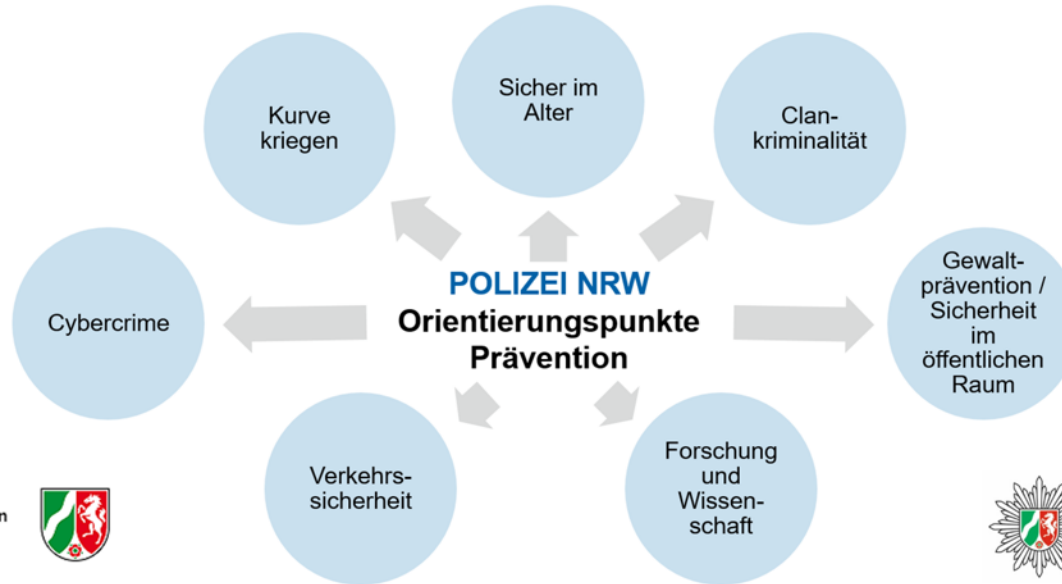 Sicher im
Alter
Kurve
kriegen
Clan-
kriminalität
Cybercrime
POLIZEI NRW
Orientierungspunkte
Prävention
Gewalt-
prävention /
Sicherheit
im
öffentlichen
Raum
Verkehrs-
sicherheit
Forschung
und
Wissen-
schaft
n